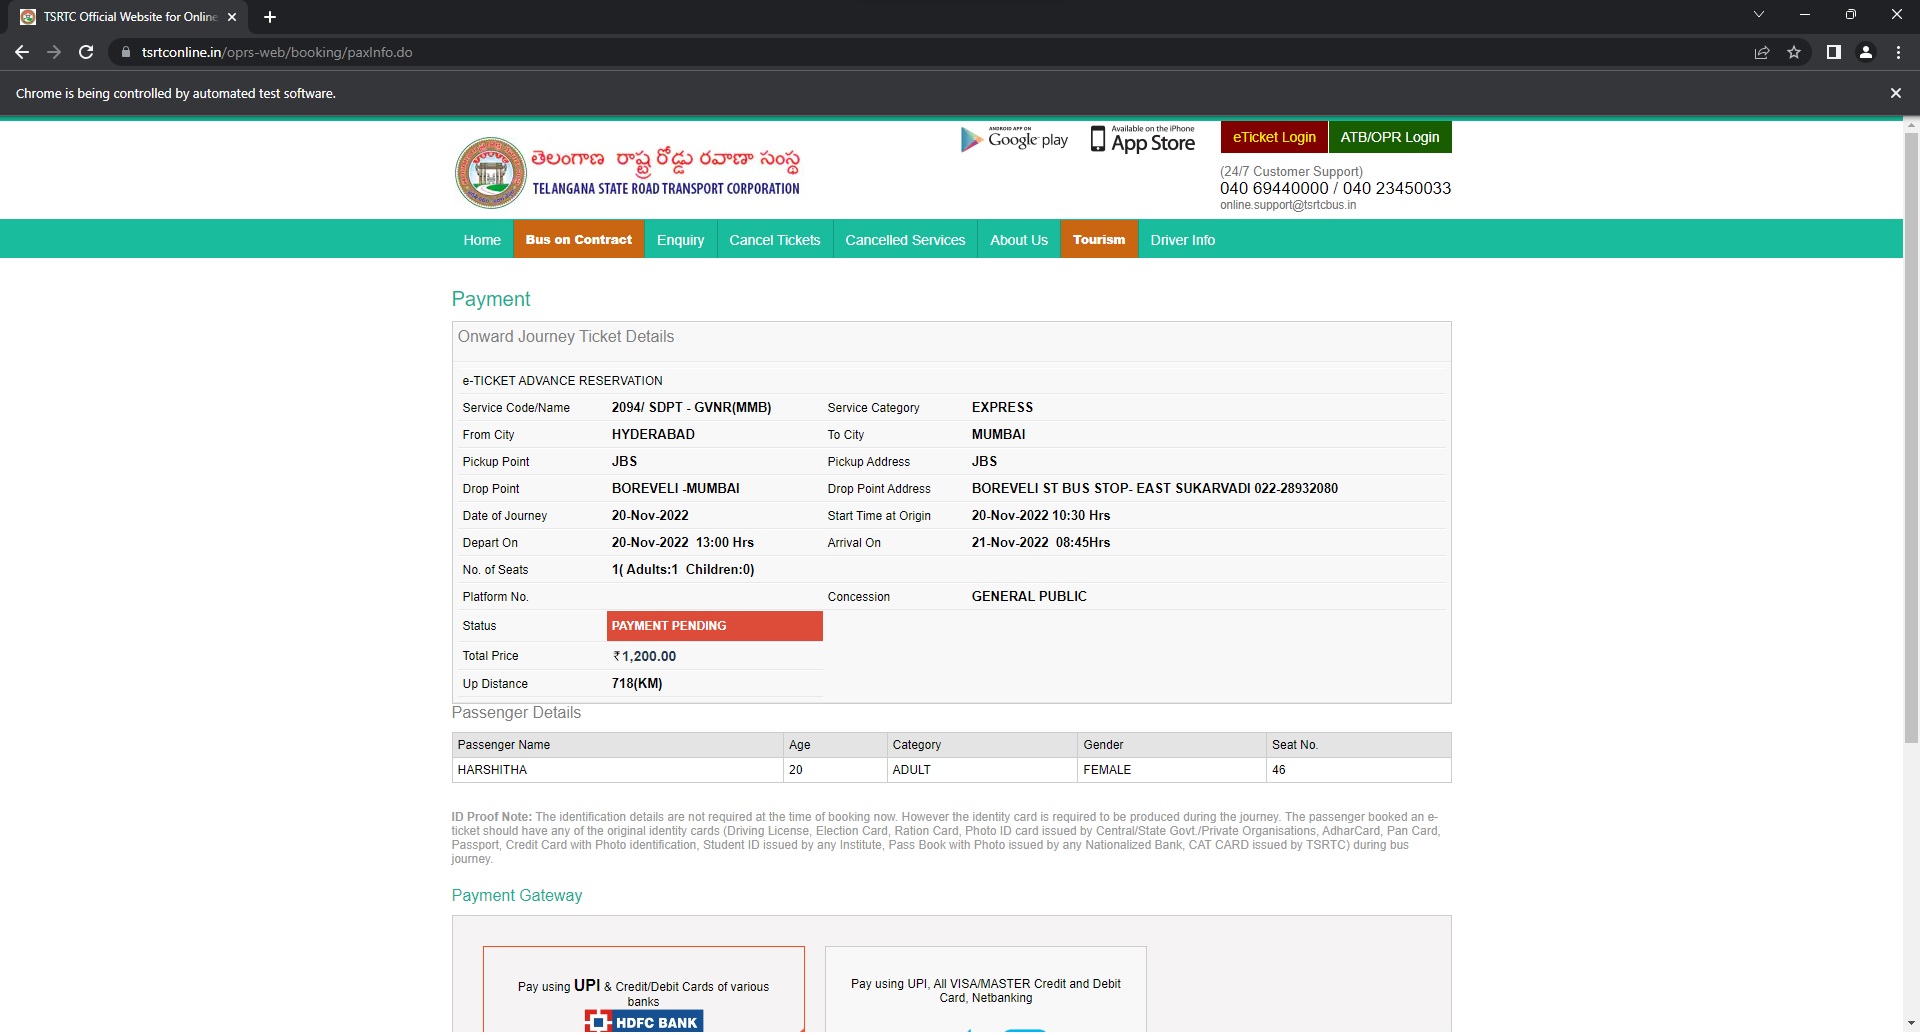 TSRTC Official Website for Online
tsrtconline.in/oprs-web/booking/paxInfo.do
Chrome is being controlled by automated test software.
తెలంగాణ రాష్ట్ర రోడ్డు రవాణా సంస్థ
TELANGANA STATE ROAD TRANSPORT CORPORATION
ANDROID APP ON
Google play
Available on the iPhone
App Store
eTicket Login ATB/OPR Login
(24/7 Customer Support)
040 69440000 / 040 23450033
online.support@tsrtcbus.in
Home Bus on Contract Enquiry Cancel Tickets Cancelled Services About Us Tourism Driver Info
Payment
Onward Journey Ticket Details
e-TICKET ADVANCE RESERVATION
Service Code/Name 2094/ SDPT - GVNR(MMB) Service Category EXPRESS
From City HYDERABAD To City MUMBAI
Pickup Point JBS Pickup Address JBS
Drop Point BOREVELI -MUMBAI Drop Point Address BOREVELI ST BUS STOP- EAST SUKARVADI 022-28932080
Date of Journey 20-Nov-2022 Start Time at Origin 20-Nov-2022 10:30 Hrs
Depart On 20-Nov-2022 13:00 Hrs Arrival On 21-Nov-2022 08:45Hrs
No. of Seats 1( Adults:1 Children:0)
Platform No. Concession GENERAL PUBLIC
Status PAYMENT PENDING
Total Price ₹1,200.00
Up Distance 718(KM)
Passenger Details
Passenger Name Age Category Gender Seat No.
HARSHITHA 20 ADULT FEMALE 46
ID Proof Note: The identification details are not required at the time of booking now. However the identity card is required to be produced during the journey. The passenger booked an e-
ticket should have any of the original identity cards (Driving License, Election Card, Ration Card, Photo ID card issued by Central/State Govt./Private Organisations, AdharCard, Pan Card,
Passport, Credit Card with Photo identification, Student ID issued by any Institute, Pass Book with Photo issued by any Nationalized Bank, CAT CARD issued by TSRTC) during bus
journey.
Payment Gateway
Pay using UPI & Credit/Debit Cards of various
banks
HDFC BANK
Pay using UPI, All VISA/MASTER Credit and Debit
Card, Netbanking